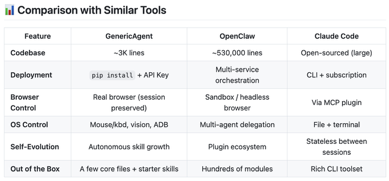 📊 Comparison with Similar Tools
Feature GenericAgent OpenClaw Claude Code
Codebase ~3K lines ~530,000 lines Open-sourced (large)
Deployment pip install + API Key Multi-service orchestration CLI + subscription
Browser Control Real browser (session preserved) Sandbox / headless browser Via MCP plugin
OS Control Mouse/kbd, vision, ADB Multi-agent delegation File + terminal
Self-Evolution Autonomous skill growth Plugin ecosystem Stateless between sessions
Out of the Box A few core files + starter skills Hundreds of modules Rich CLI toolset